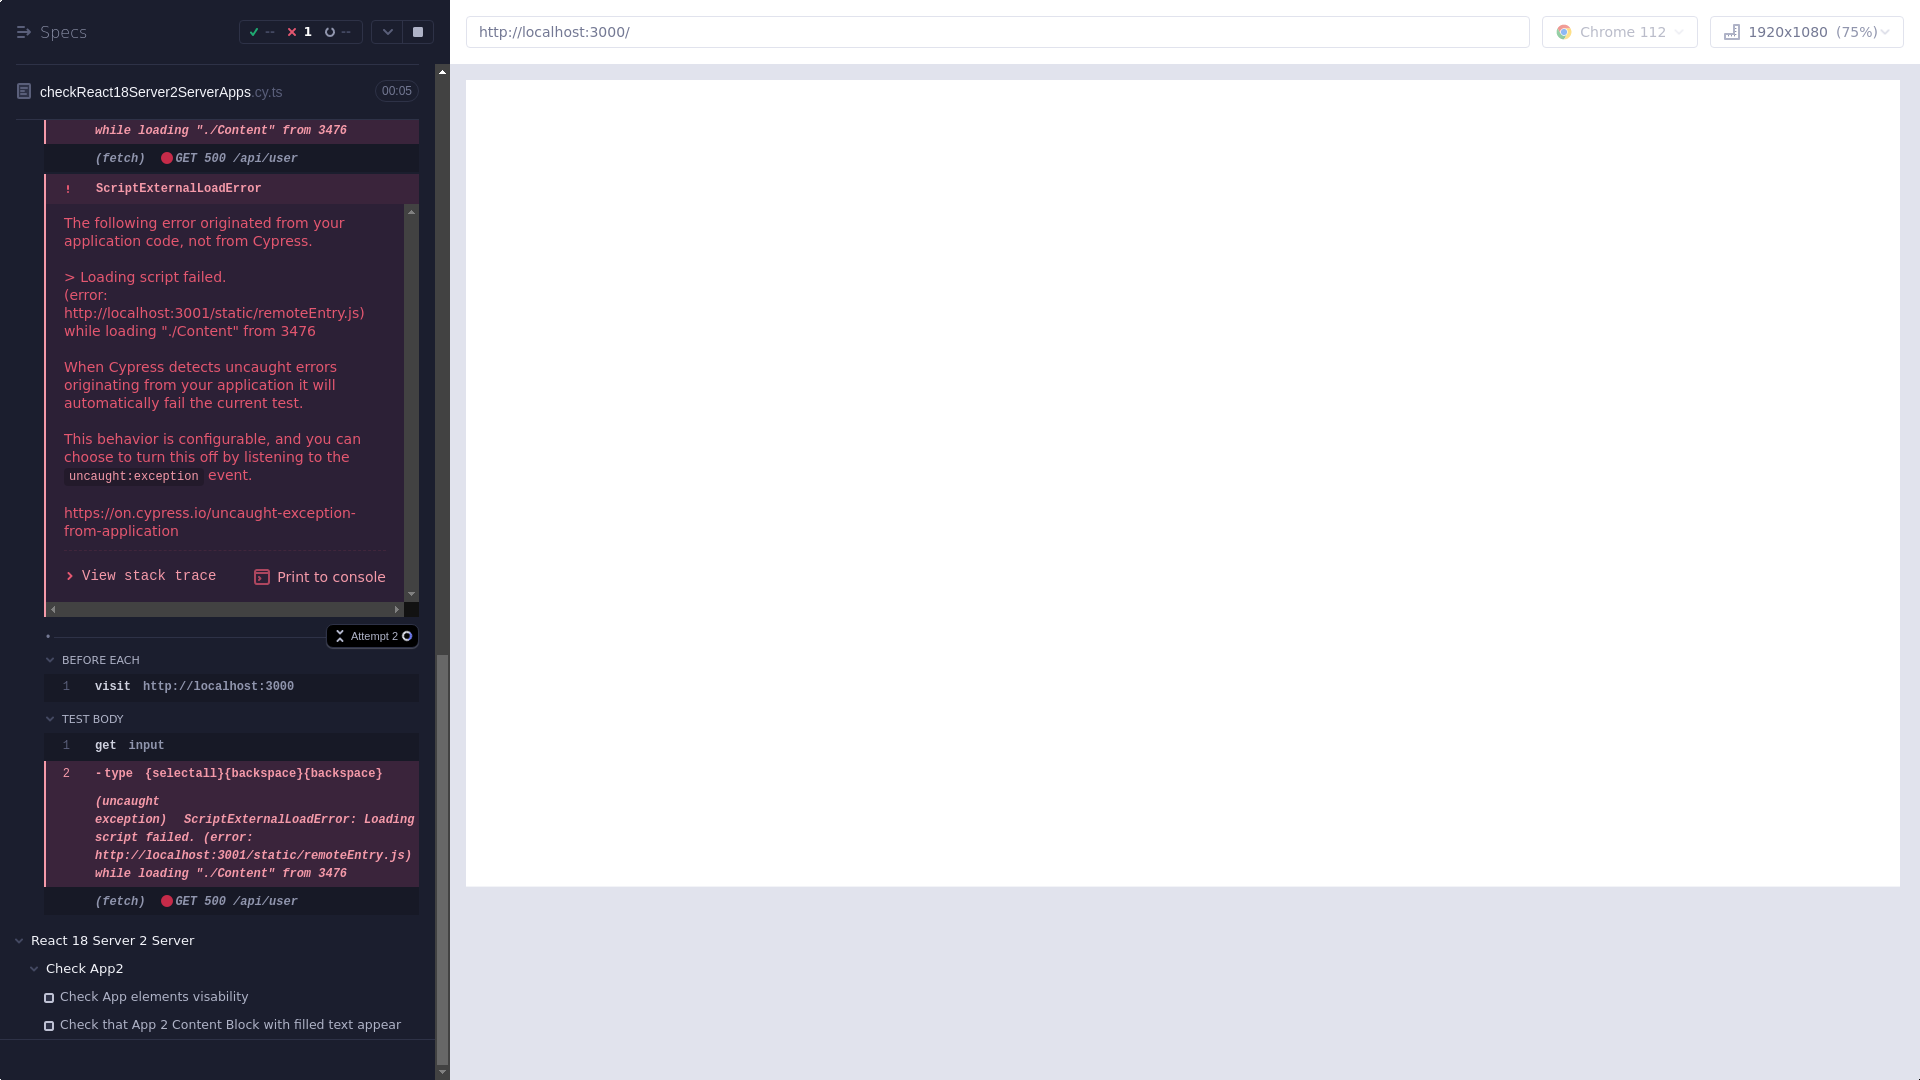 Specs
-- 1 --
http://localhost:3000/
Chrome 112
1920x1080 (75%)
checkReact18Server2ServerApps.cy.ts
00:05
while loading "./Content" from 3476
(fetch) GET 500 /api/user
! ScriptExternalLoadError
The following error originated from your
application code, not from Cypress.
> Loading script failed.
(error:
http://localhost:3001/static/remoteEntry.js)
while loading "./Content" from 3476
When Cypress detects uncaught errors
originating from your application it will
automatically fail the current test.
This behavior is configurable, and you can
choose to turn this off by listening to the
uncaught:exception event.
https://on.cypress.io/uncaught-exception-
from-application
View stack trace
Print to console
Attempt 2
BEFORE EACH
1 visit http://localhost:3000
TEST BODY
1 get input
2 -type {selectall}{backspace}{backspace}
(uncaught
exception) ScriptExternalLoadError: Loading
script failed. (error:
http://localhost:3001/static/remoteEntry.js)
while loading "./Content" from 3476
(fetch) GET 500 /api/user
React 18 Server 2 Server
Check App2
Check App elements visability
Check that App 2 Content Block with filled text appear